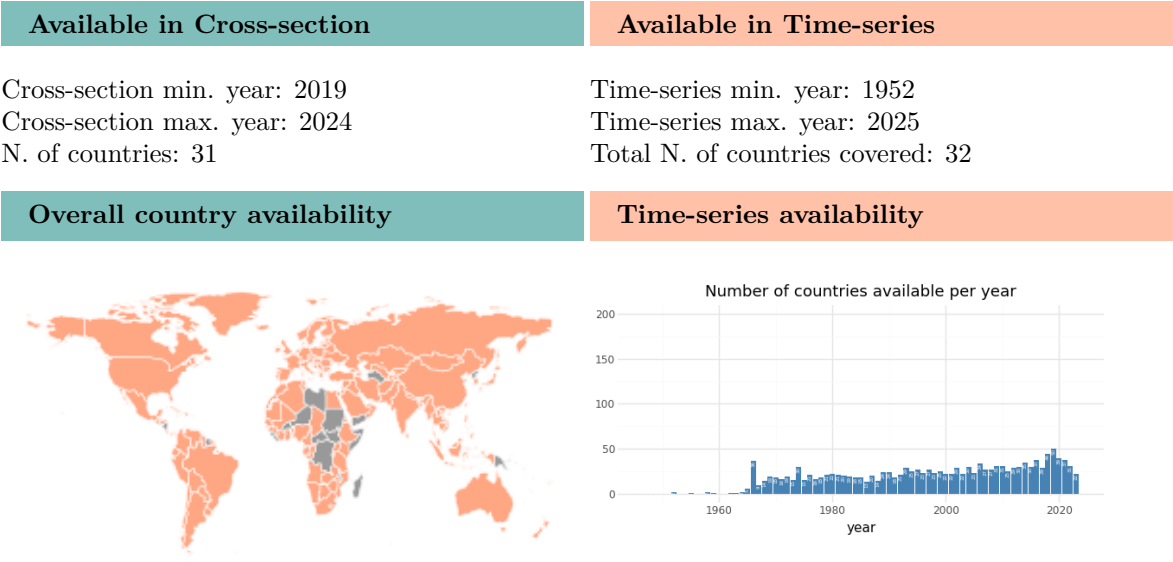 Available in Cross-section
Available in Time-series
Cross-section min. year: 2019
Cross-section max. year: 2024
N. of countries: 31
Time-series min. year: 1952
Time-series max. year: 2025
Total N. of countries covered: 32
Overall country availability
Time-series availability
Number of countries available per year
200
150
100
50
0
1960 1980 2000 2020
year